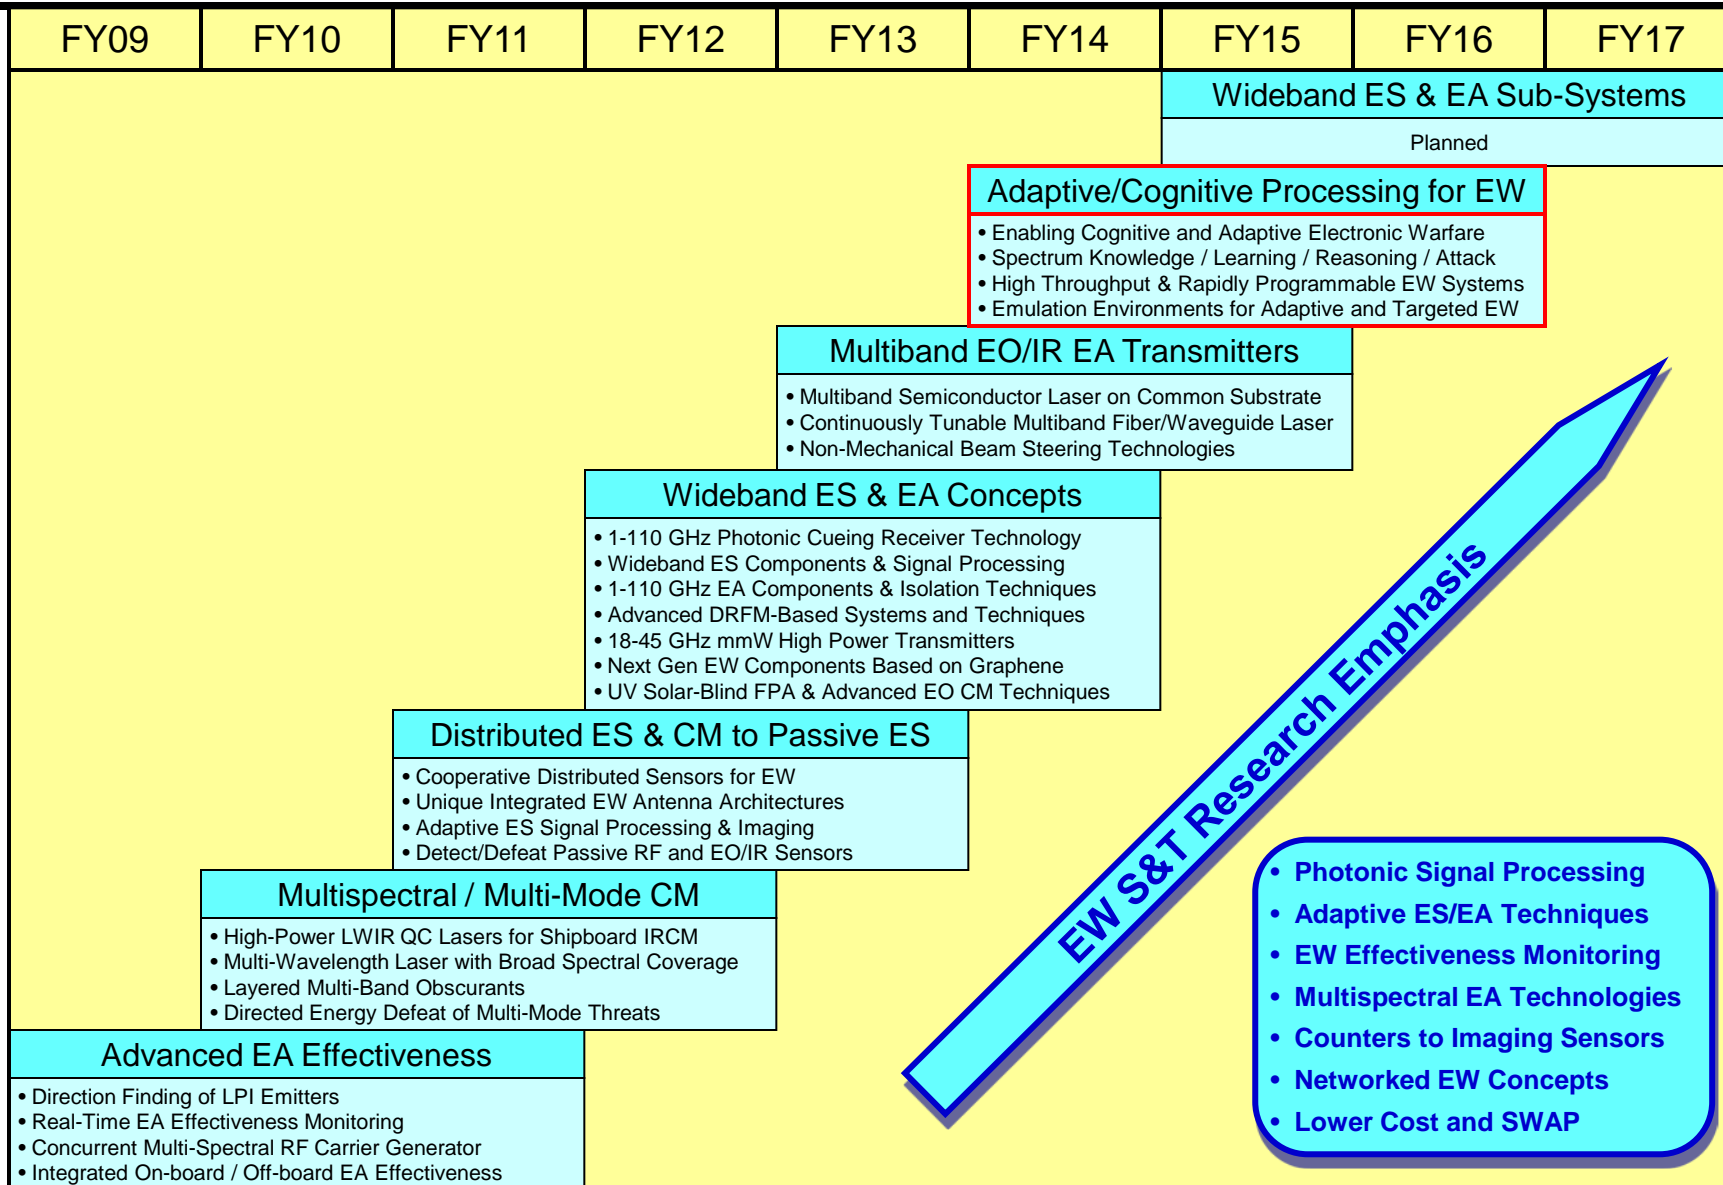 FY09 FY10 FY11 FY12 FY13 FY14 FY15 FY16 FY17
Wideband ES & EA Sub-Systems
Planned
Adaptive/Cognitive Processing for EW
• Enabling Cognitive and Adaptive Electronic Warfare
• Spectrum Knowledge / Learning / Reasoning / Attack
• High Throughput & Rapidly Programmable EW Systems
• Emulation Environments for Adaptive and Targeted EW
Multiband EO/IR EA Transmitters
• Multiband Semiconductor Laser on Common Substrate
• Continuously Tunable Multiband Fiber/Waveguide Laser
• Non-Mechanical Beam Steering Technologies
Wideband ES & EA Concepts
• 1-110 GHz Photonic Cueing Receiver Technology
• Wideband ES Components & Signal Processing
• 1-110 GHz EA Components & Isolation Techniques
• Advanced DRFM-Based Systems and Techniques
• 18-45 GHz mmW High Power Transmitters
• Next Gen EW Components Based on Graphene
• UV Solar-Blind FPA & Advanced EO CM Techniques
Distributed ES & CM to Passive ES
• Cooperative Distributed Sensors for EW
• Unique Integrated EW Antenna Architectures
• Adaptive ES Signal Processing & Imaging
• Detect/Defeat Passive RF and EO/IR Sensors
Multispectral / Multi-Mode CM
• High-Power LWIR QC Lasers for Shipboard IRCM
• Multi-Wavelength Laser with Broad Spectral Coverage
• Layered Multi-Band Obscurants
• Directed Energy Defeat of Multi-Mode Threats
Advanced EA Effectiveness
• Direction Finding of LPI Emitters
• Real-Time EA Effectiveness Monitoring
• Concurrent Multi-Spectral RF Carrier Generator
• Integrated On-board / Off-board EA Effectiveness
EW S&T Research Emphasis
• Photonic Signal Processing
• Adaptive ES/EA Techniques
• EW Effectiveness Monitoring
• Multispectral EA Technologies
• Counters to Imaging Sensors
• Networked EW Concepts
• Lower Cost and SWAP